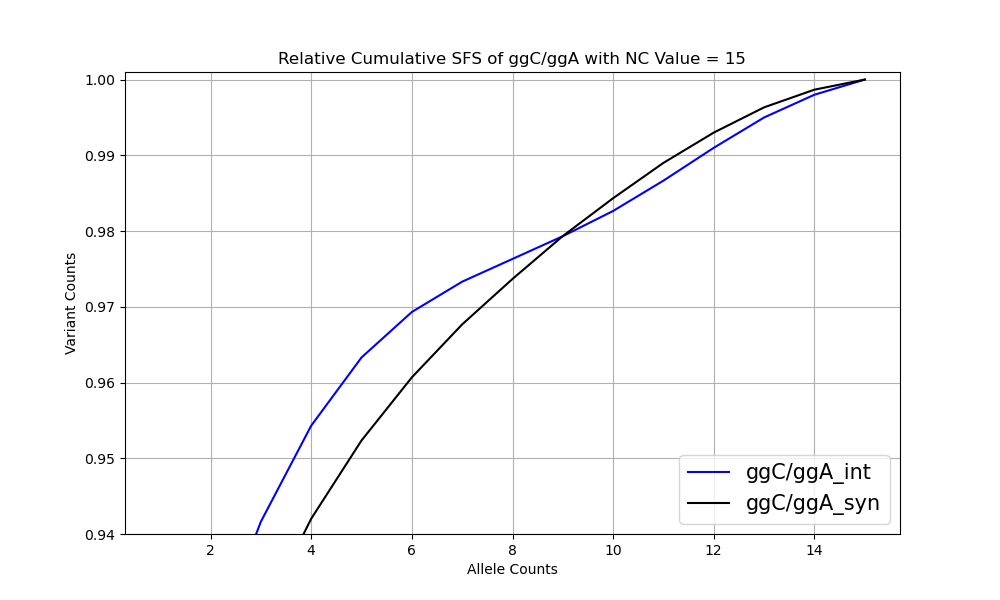 Relative Cumulative SFS of ggC/ggA with NC Value = 15
1.00
0.99
0.98
0.97
0.96
0.95
0.94
Variant Counts
2 4 6 8 10 12 14
Allele Counts
ggC/ggA_int
ggC/ggA_syn